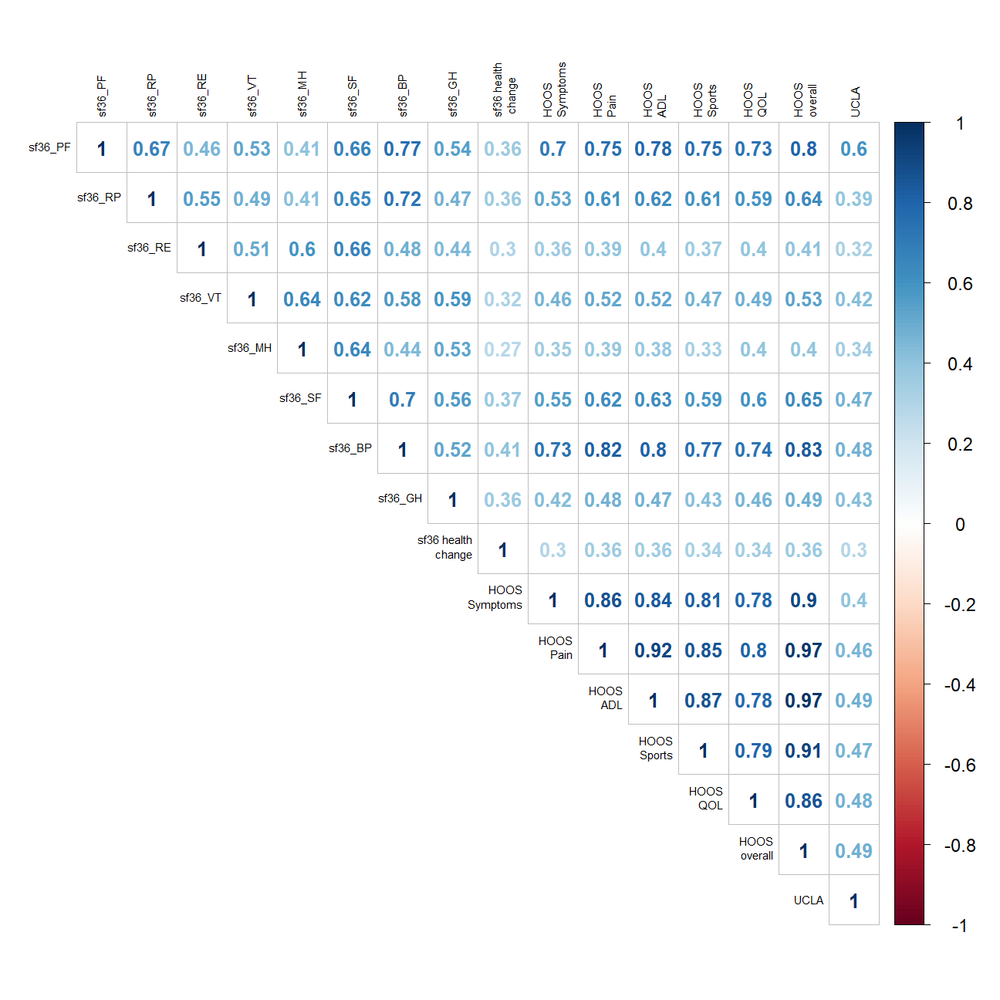 sf36_PF
sf36_RP
sf36_RE
sf36_VT
sf36_MH
sf36_SF
sf36_BP
sf36_GH
sf36 health
change
HOOS
Symptoms
HOOS
Pain
HOOS
ADL
HOOS
Sports
HOOS
QOL
HOOS
overall
UCLA
sf36_PF 1 0.67 0.46 0.53 0.41 0.66 0.77 0.54 0.36 0.7 0.75 0.78 0.75 0.73 0.8 0.6
sf36_RP 1 0.55 0.49 0.41 0.65 0.72 0.47 0.36 0.53 0.61 0.62 0.61 0.59 0.64 0.39
sf36_RE 1 0.51 0.6 0.66 0.48 0.44 0.3 0.36 0.39 0.4 0.37 0.4 0.41 0.32
sf36_VT 1 0.64 0.62 0.58 0.59 0.32 0.46 0.52 0.52 0.47 0.49 0.53 0.42
sf36_MH 1 0.64 0.44 0.53 0.27 0.35 0.39 0.38 0.33 0.4 0.4 0.34
sf36_SF 1 0.7 0.56 0.37 0.55 0.62 0.63 0.59 0.6 0.65 0.47
sf36_BP 1 0.52 0.41 0.73 0.82 0.8 0.77 0.74 0.83 0.48
sf36_GH 1 0.36 0.42 0.48 0.47 0.43 0.46 0.49 0.43
sf36 health
change
1 0.3 0.36 0.36 0.34 0.34 0.36 0.3
HOOS
Symptoms
1 0.86 0.84 0.81 0.78 0.9 0.4
HOOS
Pain
1 0.92 0.85 0.8 0.97 0.46
HOOS
ADL
1 0.87 0.78 0.97 0.49
HOOS
Sports
1 0.79 0.91 0.47
HOOS
QOL
1 0.86 0.48
HOOS
overall
1 0.49
UCLA 1
1
0.8
0.6
0.4
0.2
0
-0.2
-0.4
-0.6
-0.8
-1